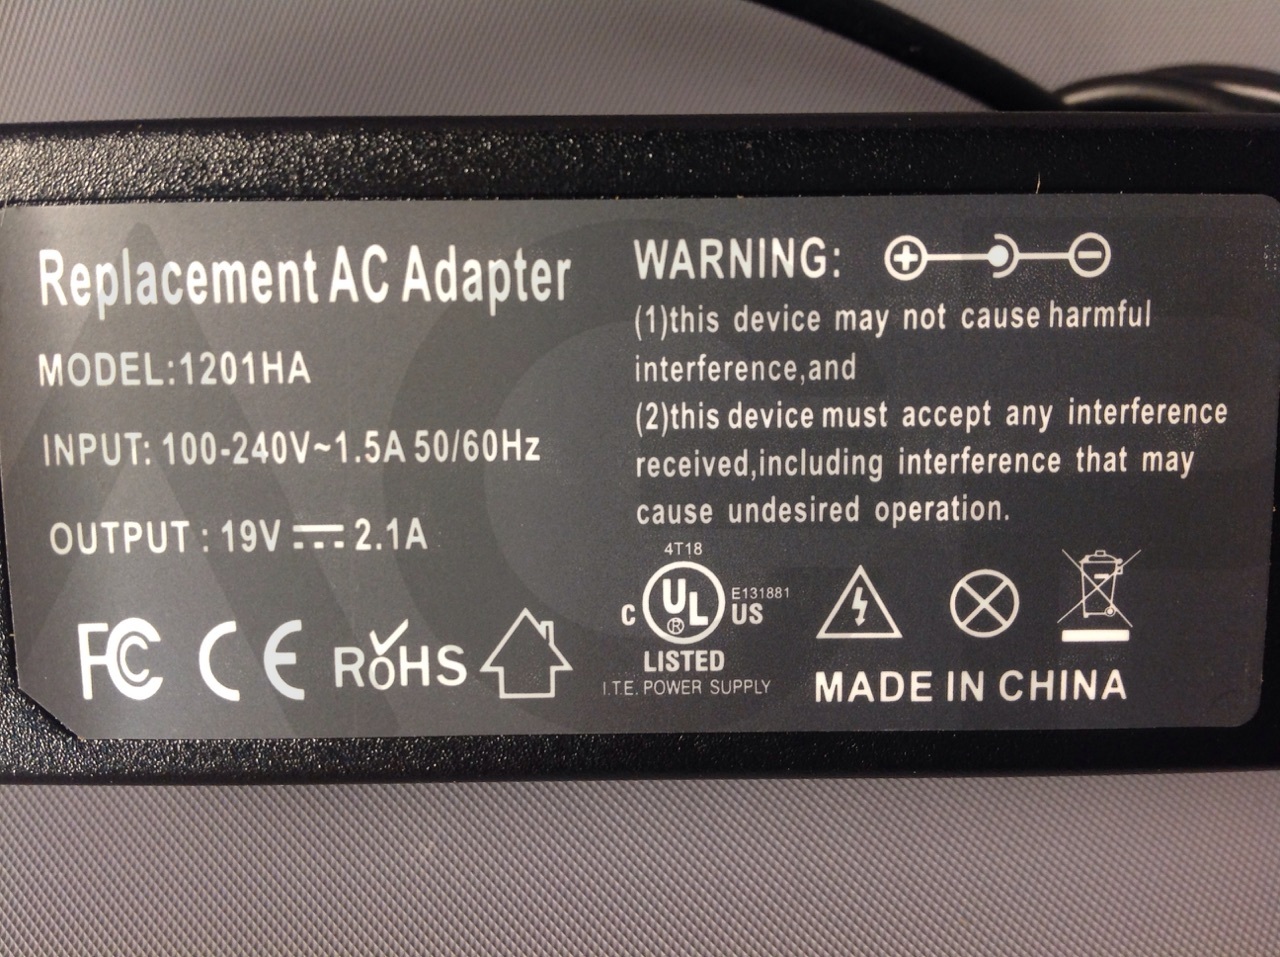 Replacement AC Adapter
MODEL:1201HA
INPUT: 100-240V~1.5A 50/60Hz
OUTPUT : 19V 2.1A
FCC CE RoHS
WARNING:
(1)this device may not cause harmful
interference,and
(2)this device must accept any interference
received,including interference that may
cause undesired operation.
4T18
C UL ® US E131881
LISTED
I.T.E. POWER SUPPLY
MADE IN CHINA